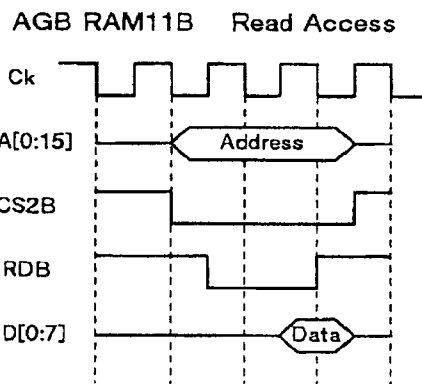 AGB RAM11B Read Access
Ck
A[0:15] Address
CS2B
RDB
D[0:7] Data